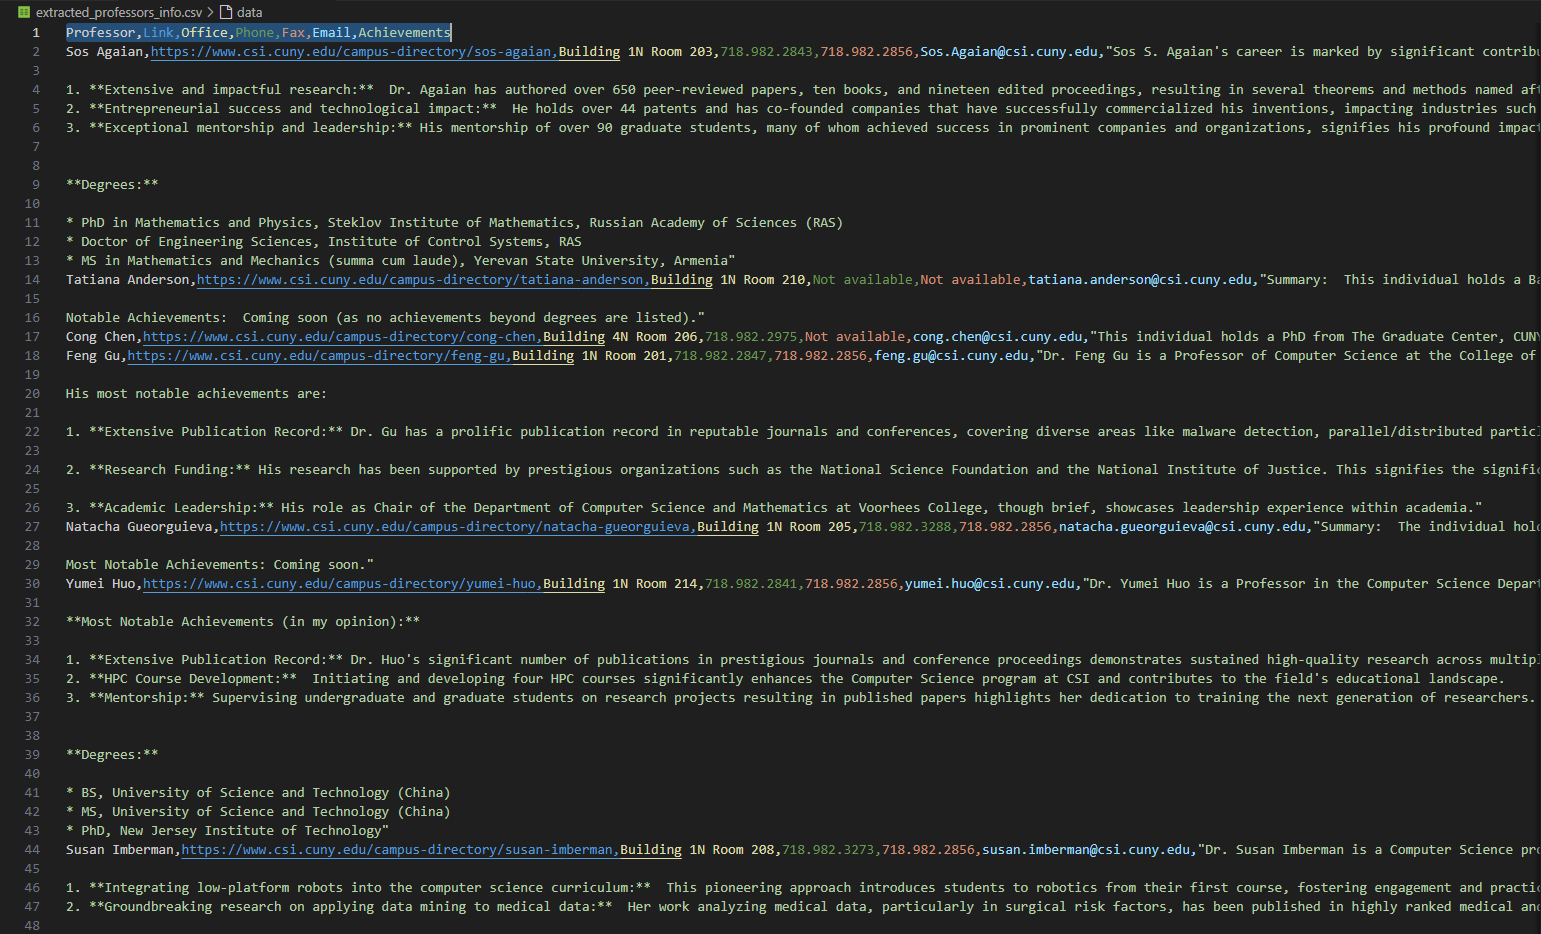 extracted_professors_info.csv > data
1 Professor,Link,Office,Phone,Fax,Email,Achievements
2 Sos Agaian,https://www.csi.cuny.edu/campus-directory/sos-agaian,Building 1N Room 203,718.982.2843,718.982.2856,Sos.Agaian@csi.cuny.edu,"Sos S. Agaian's career is marked by significant
3
4 1. **Extensive and impactful research:**  Dr. Agaian has authored over 650 peer-reviewed papers, ten books, and nineteen edited proceedings, resulting in several theorems and methods named
5 2. **Entrepreneurial success and technological impact:**  He holds over 44 patents and has co-founded companies that have successfully commercialized his inventions, impacting industries such
6 3. **Exceptional mentorship and leadership:** His mentorship of over 90 graduate students, many of whom achieved success in prominent companies and organizations, signifies his profound
7
8
9 **Degrees:**
10
11 * PhD in Mathematics and Physics, Steklov Institute of Mathematics, Russian Academy of Sciences (RAS)
12 * Doctor of Engineering Sciences, Institute of Control Systems, RAS
13 * MS in Mathematics and Mechanics (summa cum laude), Yerevan State University, Armenia"
14 Tatiana Anderson,https://www.csi.cuny.edu/campus-directory/tatiana-anderson,Building 1N Room 210,Not available,Not available,tatiana.anderson@csi.cuny.edu,"Summary:  This individual holds a
15
16 Notable Achievements:  Coming soon (as no achievements beyond degrees are listed)."
17 Cong Chen,https://www.csi.cuny.edu/campus-directory/cong-chen,Building 4N Room 206,718.982.2975,Not available,cong.chen@csi.cuny.edu,"This individual holds a PhD from The Graduate Center, CUN
18 Feng Gu,https://www.csi.cuny.edu/campus-directory/feng-gu,Building 1N Room 201,718.982.2847,718.982.2856,feng.gu@csi.cuny.edu,"Dr. Feng Gu is a Professor of Computer Science at the College of
19
20 His most notable achievements are:
21
22 1. **Extensive Publication Record:** Dr. Gu has a prolific publication record in reputable journals and conferences, covering diverse areas like malware detection, parallel/distributed
23
24 2. **Research Funding:** His research has been supported by prestigious organizations such as the National Science Foundation and the National Institute of Justice. This signifies the
25
26 3. **Academic Leadership:** His role as Chair of the Department of Computer Science and Mathematics at Voorhees College, though brief, showcases leadership experience within academia."
27 Natacha Gueorguieva,https://www.csi.cuny.edu/campus-directory/natacha-gueorguieva,Building 1N Room 205,718.982.3288,718.982.2856,natacha.gueorguieva@csi.cuny.edu,"Summary:  The individual
28
29 Most Notable Achievements: Coming soon."
30 Yumei Huo,https://www.csi.cuny.edu/campus-directory/yumei-huo,Building 1N Room 214,718.982.2841,718.982.2856,yumei.huo@csi.cuny.edu,"Dr. Yumei Huo is a Professor in the Computer Science
31
32 **Most Notable Achievements (in my opinion):**
33
34 1. **Extensive Publication Record:** Dr. Huo's significant number of publications in prestigious journals and conference proceedings demonstrates sustained high-quality research across
35 2. **HPC Course Development:**  Initiating and developing four HPC courses significantly enhances the Computer Science program at CSI and contributes to the field's educational landscape.
36 3. **Mentorship:** Supervising undergraduate and graduate students on research projects resulting in published papers highlights her dedication to training the next generation of researchers.
37
38
39 **Degrees:**
40
41 * BS, University of Science and Technology (China)
42 * MS, University of Science and Technology (China)
43 * PhD, New Jersey Institute of Technology"
44 Susan Imberman,https://www.csi.cuny.edu/campus-directory/susan-imberman,Building 1N Room 208,718.982.3273,718.982.2856,susan.imberman@csi.cuny.edu,"Dr. Susan Imberman is a Computer Science
45
46 1. **Integrating low-platform robots into the computer science curriculum:**  This pioneering approach introduces students to robotics from their first course, fostering engagement and
47 2. **Groundbreaking research on applying data mining to medical data:**  Her work analyzing medical data, particularly in surgical risk factors, has been published in highly ranked medical
48